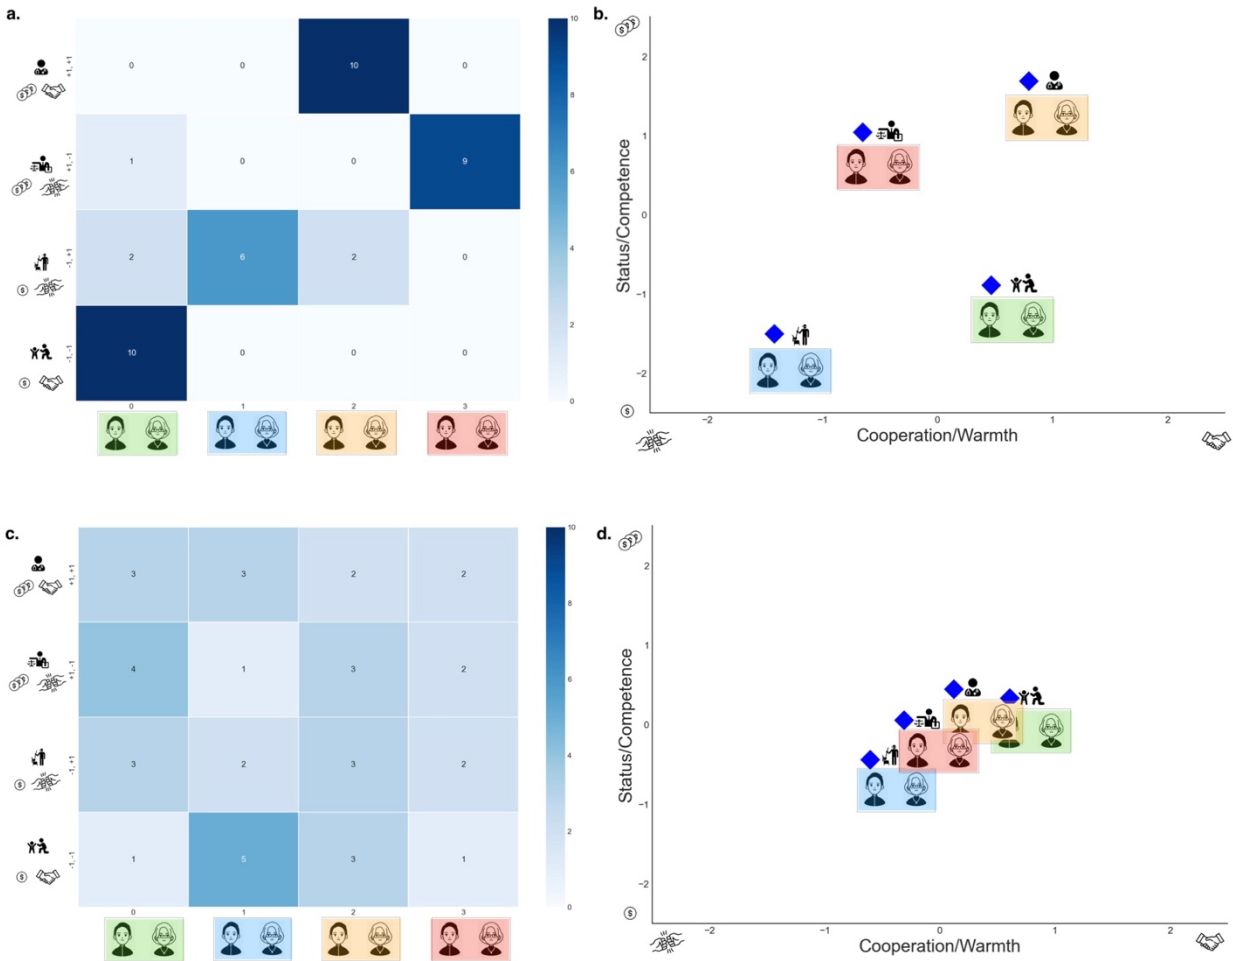 a.
+1, +1
0 0 10 0
+1, -1
1 0 0 9
-1, +1
2 6 2 0
-1, -1
10 0 0 0
0 1 2 3
10
8
6
4
2
0
b.
Status/Competence
2
1
0
−1
−2
−2 −1 0 1 2
Cooperation/Warmth
c.
+1, +1
3 3 2 2
+1, -1
4 1 3 2
-1, +1
3 2 3 2
-1, -1
1 5 3 1
0 1 2 3
10
8
6
4
2
0
d.
Status/Competence
2
1
0
−1
−2
−2 −1 0 1 2
Cooperation/Warmth